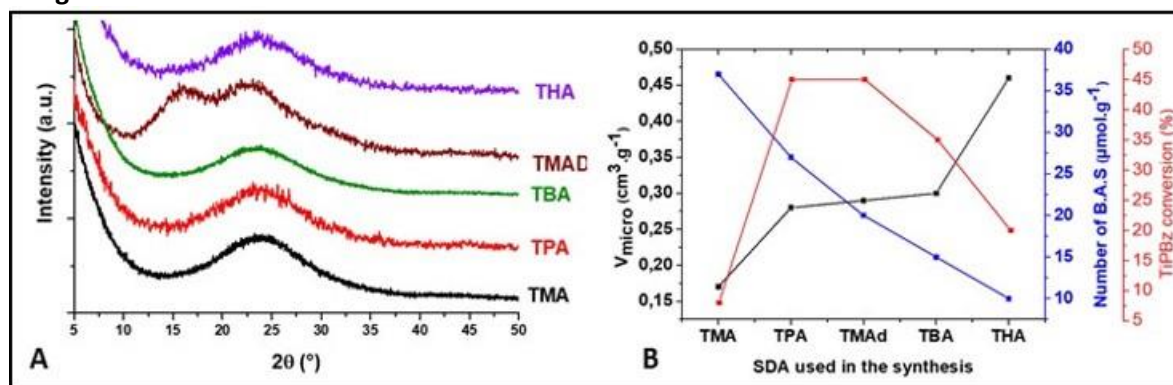 Intensity (a.u.)
THA
TMAD
TBA
TPA
TMA
5 10 15 20 25 30 35 40 45 50
2θ (°)
A
Vmicro (cm³.g⁻¹)
0,50
0,45
0,40
0,35
0,30
0,25
0,20
0,15
TMA TPA TMAd TBA THA
SDA used in the synthesis
B
40
35
30
25
20
15
10
Number of B.A.S (µmol.g⁻¹)
50
45
40
35
30
25
20
15
10
5
TiPBz conversion (%)